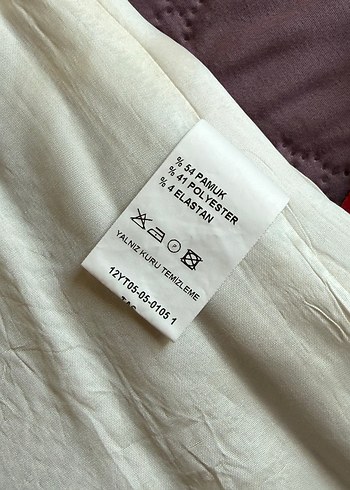 % 54 PAMUK
% 41 POLYESTER
% 4 ELASTAN
YALNIZ KURU TEMİZLEME
12YT05-05-0105 1